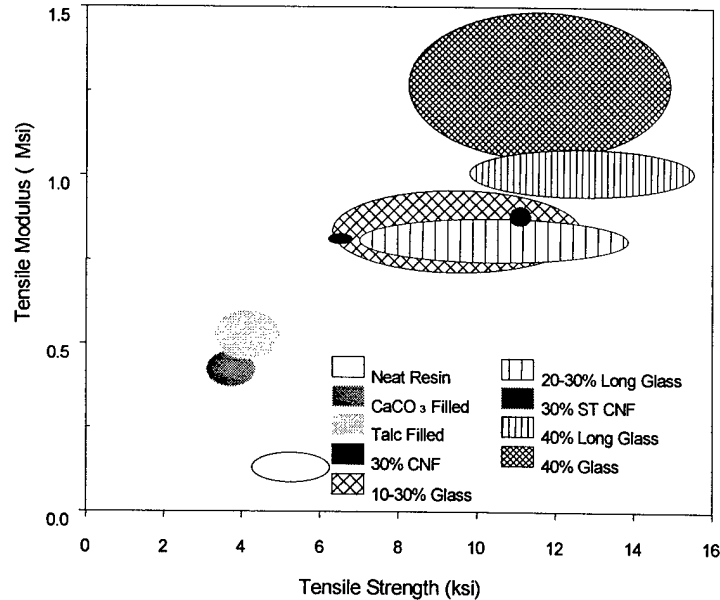 1.5
1.0
0.5
0.0
Tensile Modulus ( Msi)
Neat Resin
CaCO₃ Filled
Talc Filled
30% CNF
10-30% Glass
20-30% Long Glass
30% ST CNF
40% Long Glass
40% Glass
0 2 4 6 8 10 12 14 16
Tensile Strength (ksi)